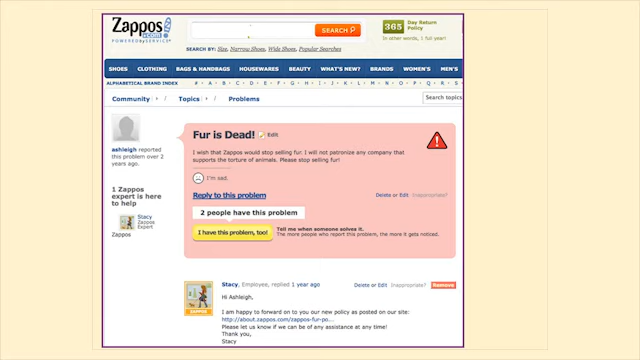 Zappos
.com
POWERED by SERVICE
SEARCH
365 Day Return Policy
In other words, 1 full year!
SEARCH BY: Size, Narrow Shoes, Wide Shoes, Popular Searches
SHOES CLOTHING BAGS & HANDBAGS HOUSEWARES BEAUTY WHAT'S NEW? BRANDS WOMEN'S MEN'S
ALPHABETICAL BRAND INDEX # A B C D E F G H I J K L M N O P Q R S
Community Topics Problems
Search topics
ashleigh reported
this problem over 2
years ago.
1 Zappos
expert is here
to help
Stacy
Zappos
Expert
Zappos
Fur is Dead! Edit
I wish that Zappos would stop selling fur. I will not patronize any company that
supports the torture of animals. Please stop selling fur!
I'm sad.
Reply to this problem
Delete or Edit Inappropriate?
2 people have this problem
I have this problem, too!
Tell me when someone solves it.
The more people who report this problem, the more it gets noticed.
ZAPPOS
Stacy, Employee, replied 1 year ago
Delete or Edit Inappropriate? Remove
Hi Ashleigh,
I am happy to forward on to you our new policy as posted on our site:
http://about.zappos.com/zappos-fur-po...
Please let us know if we can be of any assistance at any time!
Thank you,
Stacy